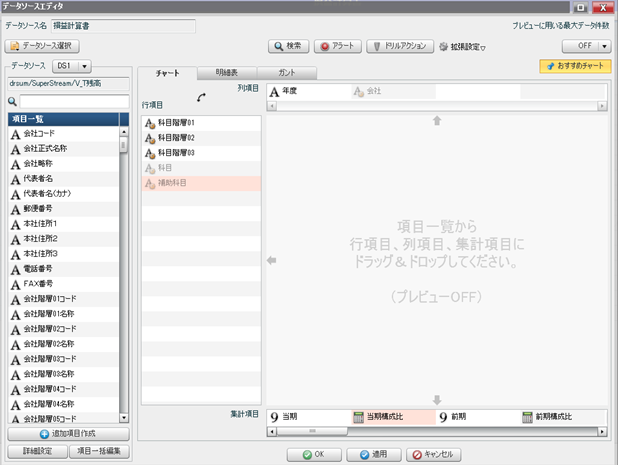 データソースエディタ
データソース名 損益計算書 プレビューに用いる最大データ件数
データソース選択 検索 アラート ドリルアクション 拡張設定▽ OFF
データソース DS1 おすすめチャート
チャート 明細表 ガント
drsum/SuperStream/V_T残高
列項目 年度 会社
行項目
項目一覧
会社コード
会社正式名称
会社略称
代表者名
代表者名(カナ)
郵便番号
本社住所1
本社住所2
本社住所3
電話番号
FAX番号
会社階層01コード
会社階層01名称
会社階層02コード
会社階層02名称
会社階層03コード
会社階層03名称
会社階層04コード
会社階層04名称
会社階層05コード
科目階層01
科目階層02
科目階層03
科目
補助科目
項目一覧から
行項目、列項目、集計項目に
ドラッグ&ドロップしてください。
(プレビューOFF)
集計項目 当期 当期構成比 前期 前期構成比
追加項目作成
詳細設定 項目一括編集
OK 適用 キャンセル